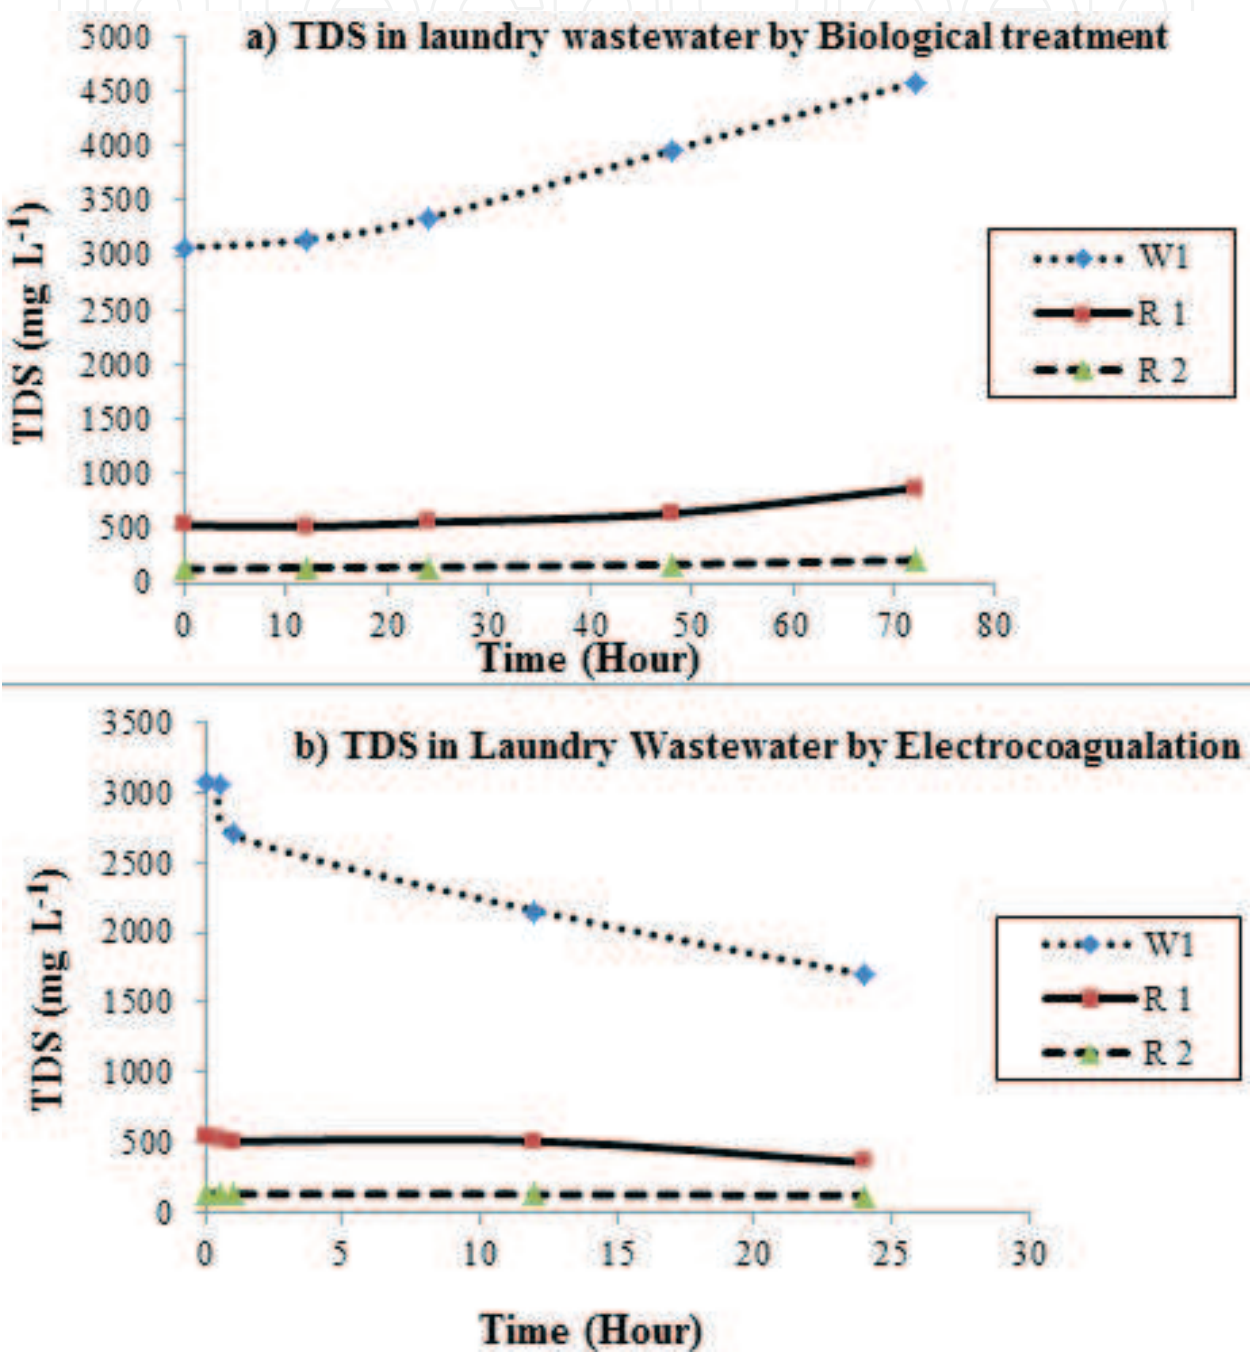 a) TDS in laundry wastewater by Biological treatment
5000
4500
4000
3500
3000
2500
2000
1500
1000
500
0
TDS (mg L-1)
0 10 20 30 40 50 60 70 80
Time (Hour)
W1
R 1
R 2
b) TDS in Laundry Wastewater by Electrocoagualation
3500
3000
2500
2000
1500
1000
500
0
TDS (mg L-1)
0 5 10 15 20 25 30
Time (Hour)
W1
R 1
R 2